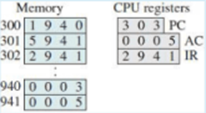 Memory CPU registers
300 1 9 4 0 3 0 3 PC
301 5 9 4 1 0 0 0 5 AC
302 2 9 4 1 2 9 4 1 IR
940 0 0 0 3
941 0 0 0 5